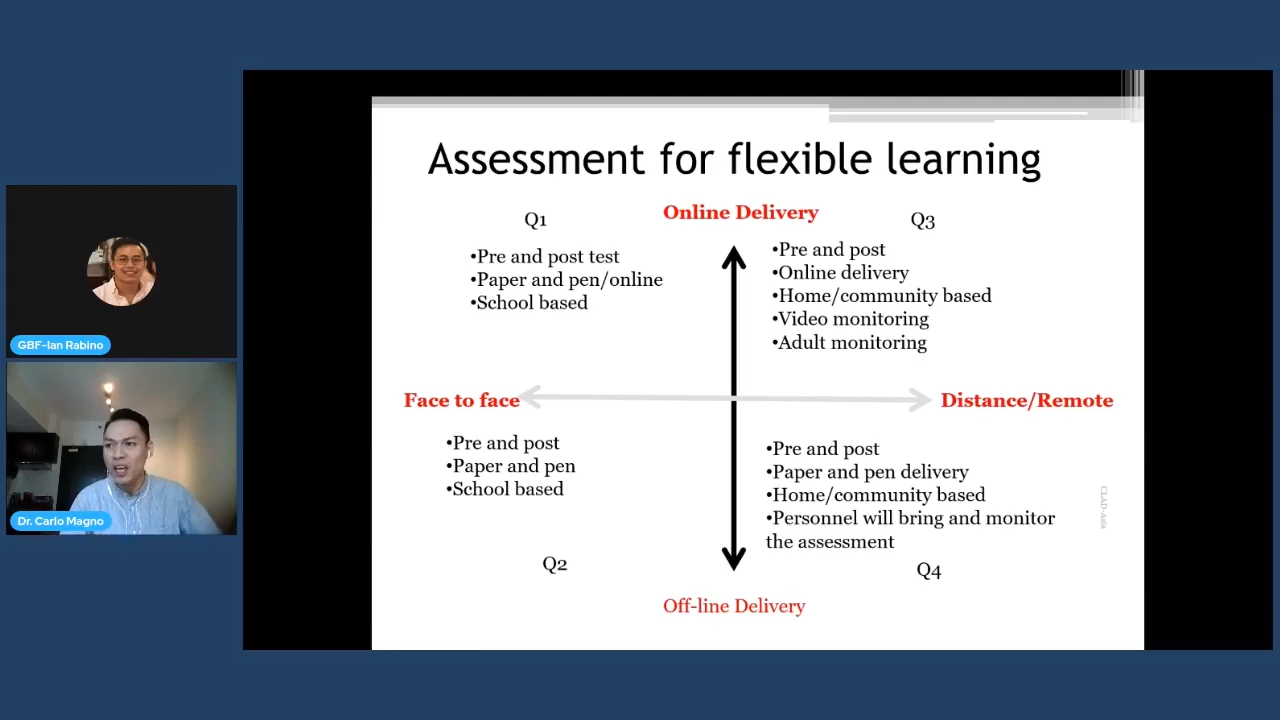 Assessment for flexible learning
Online Delivery
Q1
•Pre and post test
•Paper and pen/online
•School based
Q3
•Pre and post
•Online delivery
•Home/community based
•Video monitoring
•Adult monitoring
Face to face
Distance/Remote
•Pre and post
•Paper and pen
•School based
Q2
•Pre and post
•Paper and pen delivery
•Home/community based
•Personnel will bring and monitor
the assessment
Q4
Off-line Delivery
CLAD-Asia
GBF-Ian Rabino
Dr. Carlo Magno